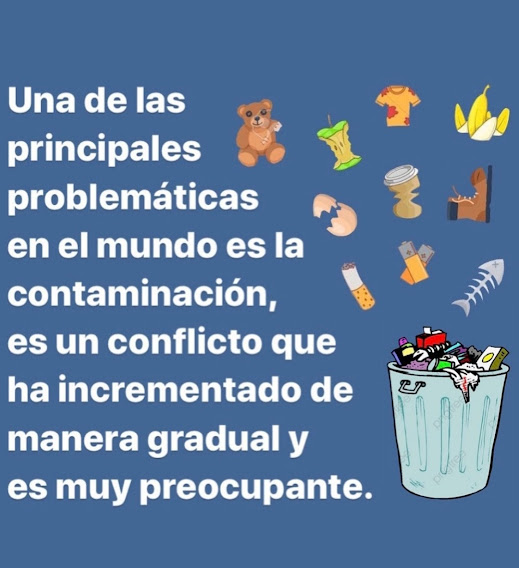 Una de las
principales
problemáticas
en el mundo es la
contaminación,
es un conflicto que
ha incrementado de
manera gradual y
es muy preocupante.